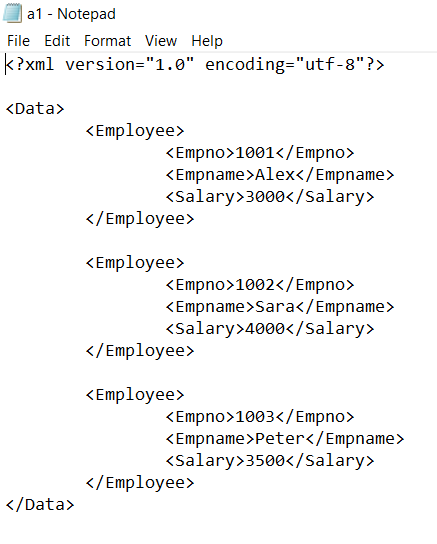 a1 - Notepad
File Edit Format View Help
<?xml version="1.0" encoding="utf-8"?>
<Data>
<Employee>
<Empno>1001</Empno>
<Empname>Alex</Empname>
<Salary>3000</Salary>
</Employee>
<Employee>
<Empno>1002</Empno>
<Empname>Sara</Empname>
<Salary>4000</Salary>
</Employee>
<Employee>
<Empno>1003</Empno>
<Empname>Peter</Empname>
<Salary>3500</Salary>
</Employee>
</Data>